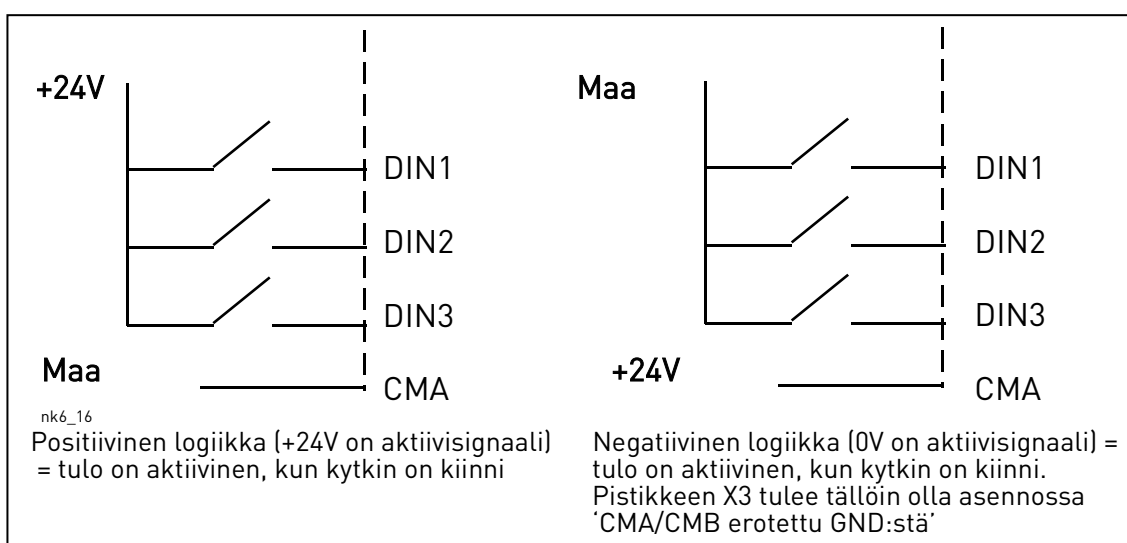 +24V
DIN1
DIN2
DIN3
Maa
CMA
nk6_16
Positiivinen logiikka (+24V on aktiivisignaali)
= tulo on aktiivinen, kun kytkin on kiinni
Maa
DIN1
DIN2
DIN3
+24V
CMA
Negatiivinen logiikka (0V on aktiivisignaali) =
tulo on aktiivinen, kun kytkin on kiinni.
Pistikkeen X3 tulee tällöin olla asennossa
‘CMA/CMB erotettu GND:stä’